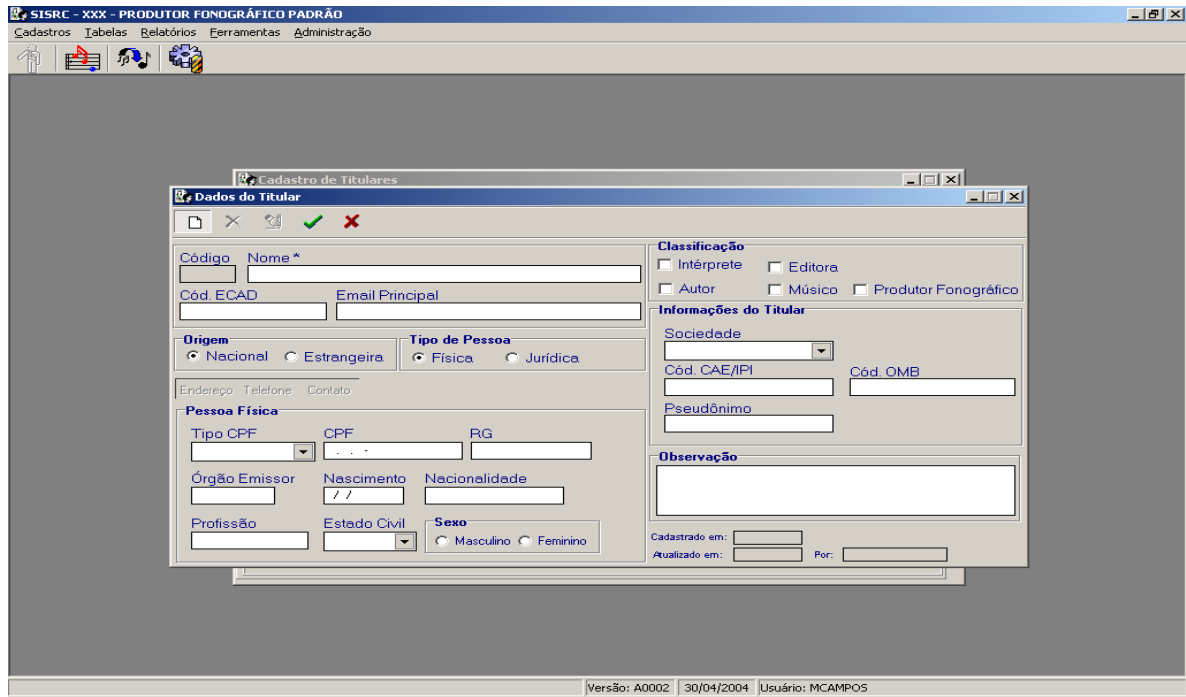 SISRC - XXX - PRODUTOR FONOGRÁFICO PADRÃO
Cadastros Tabelas Relatórios Ferramentas Administração
Cadastro de Titulares
Dados do Titular
Código Nome *
Cód. ECAD Email Principal
Origem
Nacional Estrangeira
Tipo de Pessoa
Física Jurídica
Endereço Telefone Contato
Pessoa Física
Tipo CPF CPF RG
. . -
Órgão Emissor Nascimento Nacionalidade
/ /
Profissão Estado Civil
Sexo
Masculino Feminino
Classificação
Intérprete Editora
Autor Músico Produtor Fonográfico
Informações do Titular
Sociedade
Cód. CAE/IPI Cód. OMB
Pseudônimo
Observação
Cadastrado em:
Atualizado em: Por:
Versão: A0002 30/04/2004 Usuário: MCAMPOS